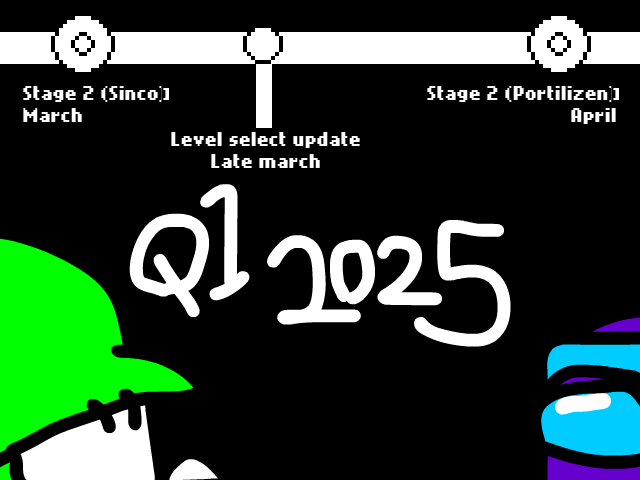 Stage 2 (Sinco)
March
Stage 2 (Portilizen)
April
Level select update
Late march
Q1 2025